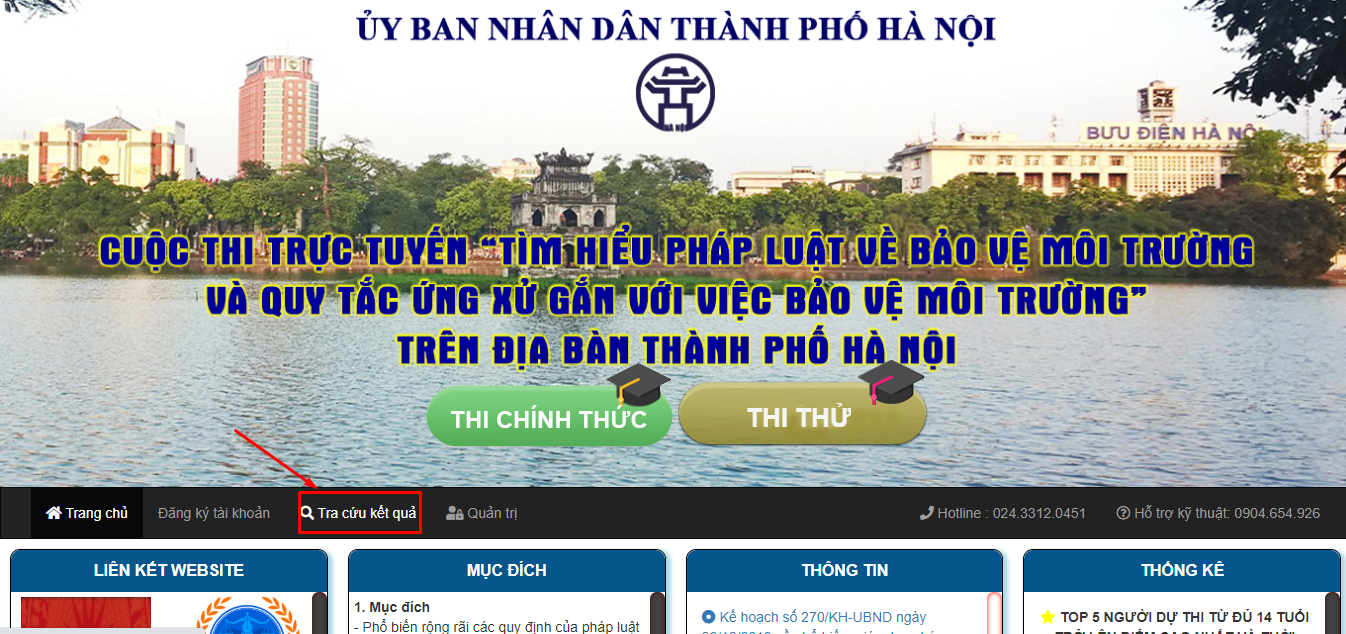 ỦY BAN NHÂN DÂN THÀNH PHỐ HÀ NỘI
HÀ NỘI
BƯU ĐIỆN HÀ NỘI
CUỘC THI TRỰC TUYẾN “TÌM HIỂU PHÁP LUẬT VỀ BẢO VỆ MÔI TRƯỜNG
VÀ QUY TẮC ỨNG XỬ GẮN VỚI VIỆC BẢO VỆ MÔI TRƯỜNG”
TRÊN ĐỊA BÀN THÀNH PHỐ HÀ NỘI
THI CHÍNH THỨC
THI THỬ
Trang chủ
Đăng ký tài khoản
Tra cứu kết quả
Quản trị
Hotline : 024.3312.0451
Hỗ trợ kỹ thuật: 0904.654.926
LIÊN KẾT WEBSITE
MỤC ĐÍCH
1. Mục đích
- Phổ biến rộng rãi các quy định của pháp luật
THÔNG TIN
Kế hoạch số 270/KH-UBND ngày
THỐNG KÊ
TOP 5 NGƯỜI DỰ THI TỪ ĐỦ 14 TUỔI